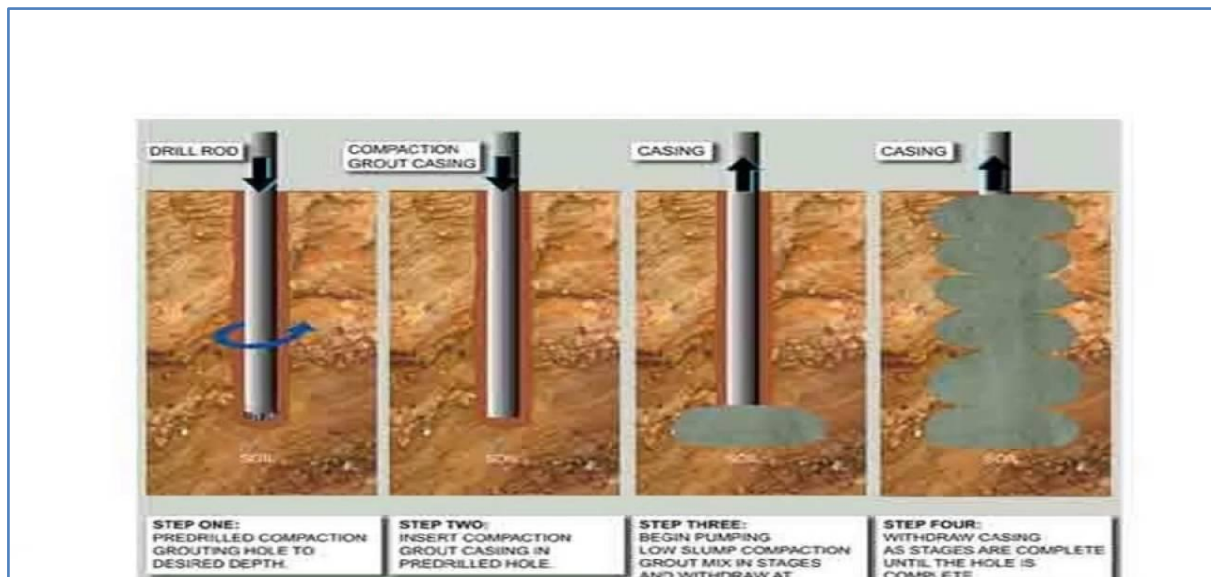 DRILL ROD
COMPACTION
GROUT CASING
CASING
CASING
SOIL
SOIL
SOIL
SOIL
STEP ONE:
PREDRILLED COMPACTION
GROUTING HOLE TO
DESIRED DEPTH.
STEP TWO:
INSERT COMPACTION
GROUT CASIING IN
PREDRILLED HOLE.
STEP THREE:
BEGIN PUMPING
LOW SLUMP COMPACTION
GROUT MIX IN STAGES
AND WITHDRAW AT
STEP FOUR:
WITHDRAW CASING
AS STAGES ARE COMPLETE
UNTIL THE HOLE IS
COMPLETE